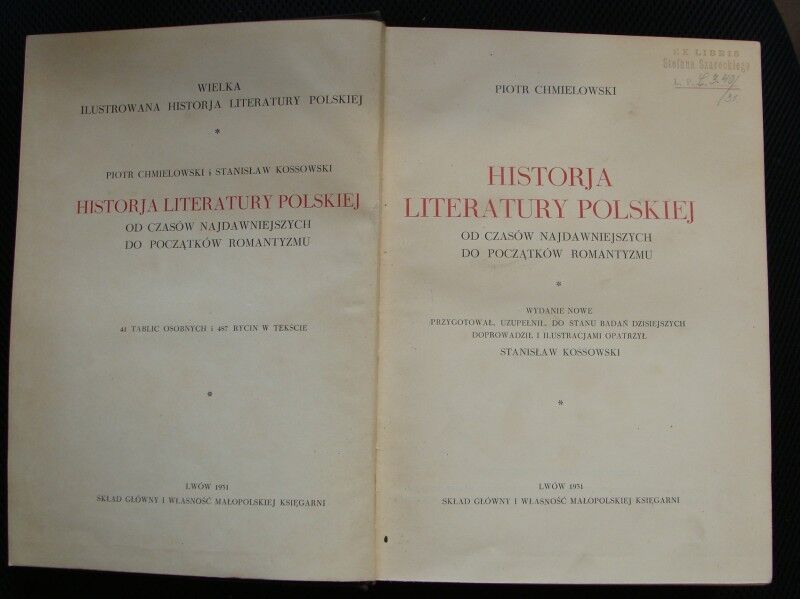 WIELKA
ILUSTROWANA HISTORJA LITERATURY POLSKIEJ
*
PIOTR CHMIELOWSKI i STANISŁAW KOSSOWSKI
HISTORJA LITERATURY POLSKIEJ
OD CZASÓW NAJDAWNIEJSZYCH
DO POCZĄTKÓW ROMANTYZMU
41 TABLIC OSOBNYCH i 487 RYCIN W TEKŚCIE
*
LWÓW 1931
SKŁAD GŁÓWNY I WŁASNOŚĆ MAŁOPOLSKIEJ KSIĘGARNI
EX LIBRIS
Stefana Szareckiego
L. P.
PIOTR CHMIELOWSKI
HISTORJA
LITERATURY POLSKIEJ
OD CZASÓW NAJDAWNIEJSZYCH
DO POCZĄTKÓW ROMANTYZMU
*
WYDANIE NOWE
PRZYGOTOWAŁ, UZUPEŁNIŁ, DO STANU BADAŃ DZISIEJSZYCH
DOPROWADZIŁ I ILUSTRACJAMI OPATRZYŁ
STANISŁAW KOSSOWSKI
*
LWÓW 1931
SKŁAD GŁÓWNY I WŁASNOŚĆ MAŁOPOLSKIEJ KSIĘGARNI